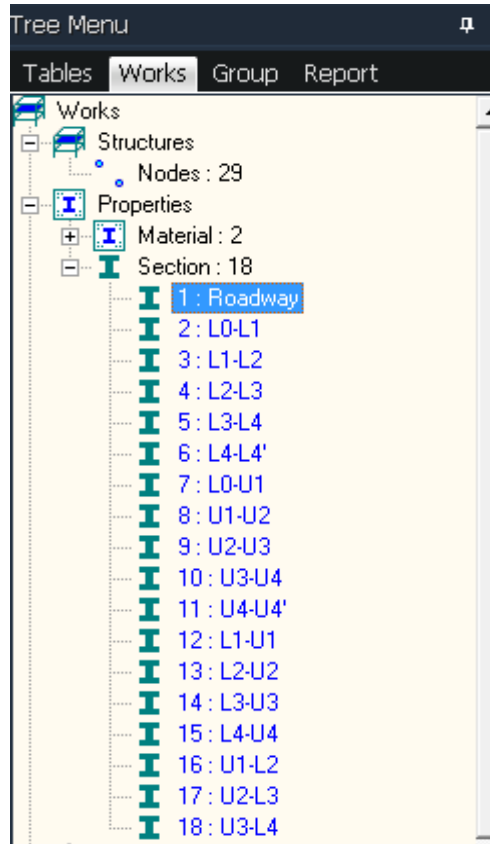 Tree Menu
Tables Works Group Report
Works
Structures
Nodes : 29
Properties
Material : 2
Section : 18
1 : Roadway
2 : L0-L1
3 : L1-L2
4 : L2-L3
5 : L3-L4
6 : L4-L4'
7 : L0-U1
8 : U1-U2
9 : U2-U3
10 : U3-U4
11 : U4-U4'
12 : L1-U1
13 : L2-U2
14 : L3-U3
15 : L4-U4
16 : U1-L2
17 : U2-L3
18 : U3-L4